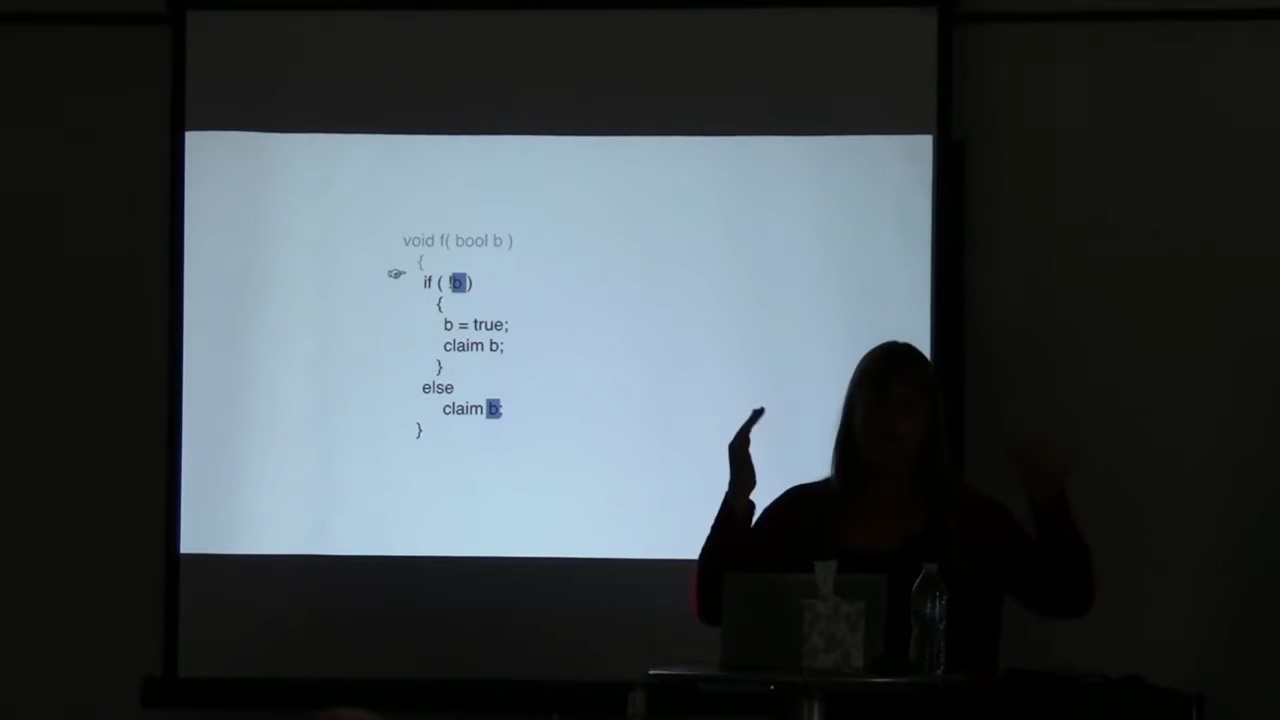 void f( bool b )
{
if ( !b )
{
b = true;
claim b;
}
else
claim b;
}